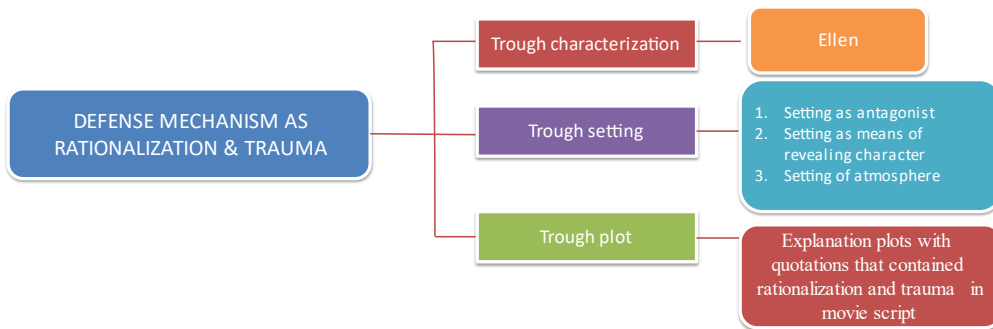 DEFENSE MECHANISM AS
RATIONALIZATION & TRAUMA
Trough characterization
Ellen
Trough setting
1. Setting as antagonist
2. Setting as means of
revealing character
3. Setting of atmosphere
Trough plot
Explanation plots with
quotations that contained
rationalization and trauma in
movie script